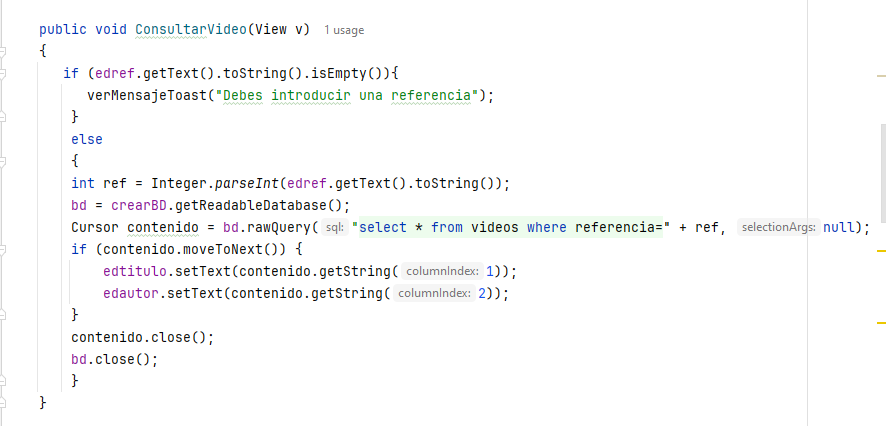 public void ConsultarVideo(View v) 1 usage
{
if (edref.getText().toString().isEmpty()){
verMensajeToast("Debes introducir una referencia");
}
else
{
int ref = Integer.parseInt(edref.getText().toString());
bd = crearBD.getReadableDatabase();
Cursor contenido = bd.rawQuery( sql: "select * from videos where referencia=" + ref, selectionArgs: null);
if (contenido.moveToNext()) {
edtitulo.setText(contenido.getString( columnIndex: 1));
edautor.setText(contenido.getString( columnIndex: 2));
}
contenido.close();
bd.close();
}
}